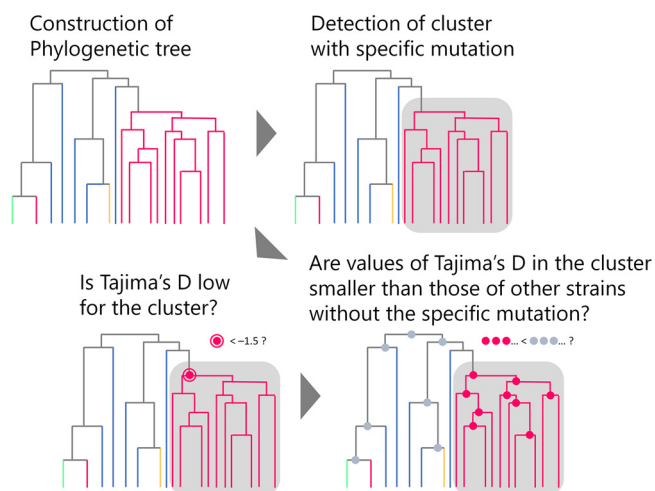 Construction of
Phylogenetic tree
Detection of cluster
with specific mutation
Is Tajima's D low
for the cluster?
< −1.5 ?
Are values of Tajima's D in the cluster
smaller than those of other strains
without the specific mutation?
... < ... ?